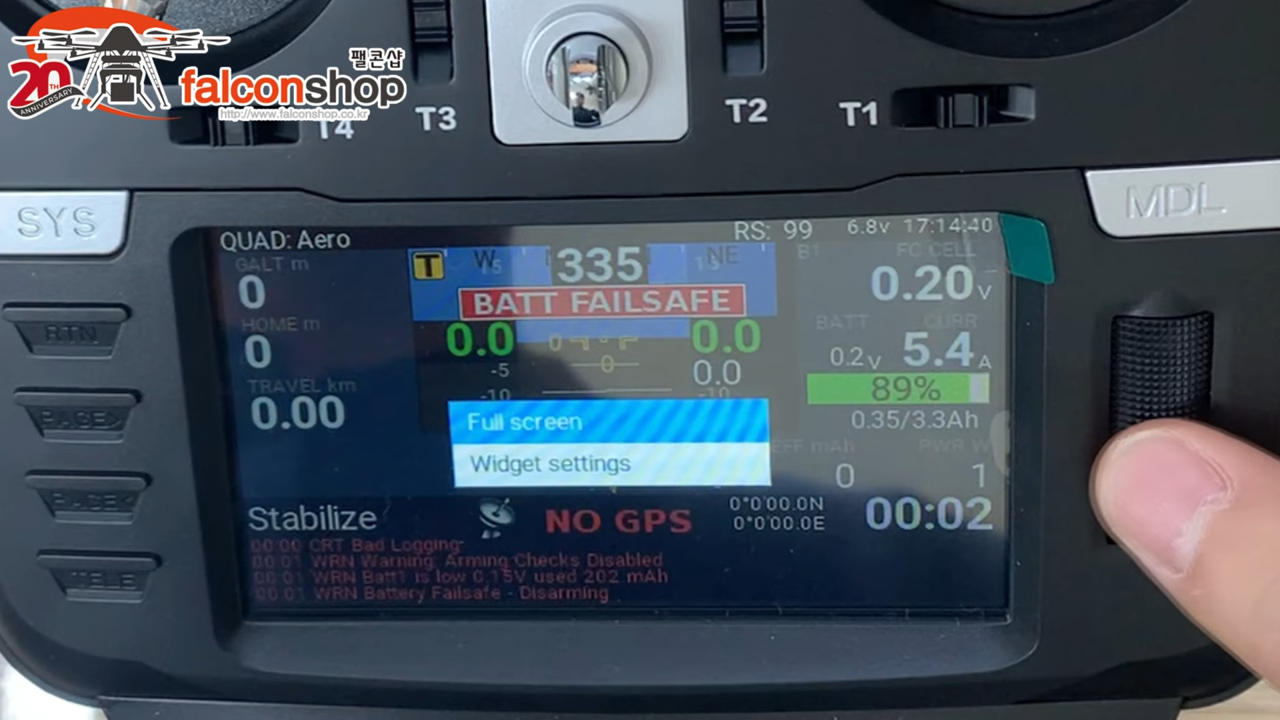 20TH
ANNIVERSARY
팰콘샵
falconshop
http://www.falconshop.co.kr
T4
T3
T2
T1
SYS
MDL
RTN
PAGE>
PAGE<
TELE
QUAD: Aero
RS: 99
6.8v 17:14:40
GALT m
0
HOME m
0
TRAVEL km
0.00
T
W
335
NE
BATT FAILSAFE
0.0
0
0.0
-5
0
0.0
-10
-10
B1
FC CELL
0.20 V
BATT
CURR
0.2v
5.4 A
89%
0.35/3.3Ah
EFF mAh
PWR W
0
1
Full screen
Widget settings
Stabilize
NO GPS
0°0'00.0N
0°0'00.0E
00:02
00:00 CRT Bad Logging
00:01 WRN Warning: Arming Checks Disabled
00:01 WRN Batt1 is low 0.15V used 202 mAh
00:01 WRN Battery Failsafe - Disarming